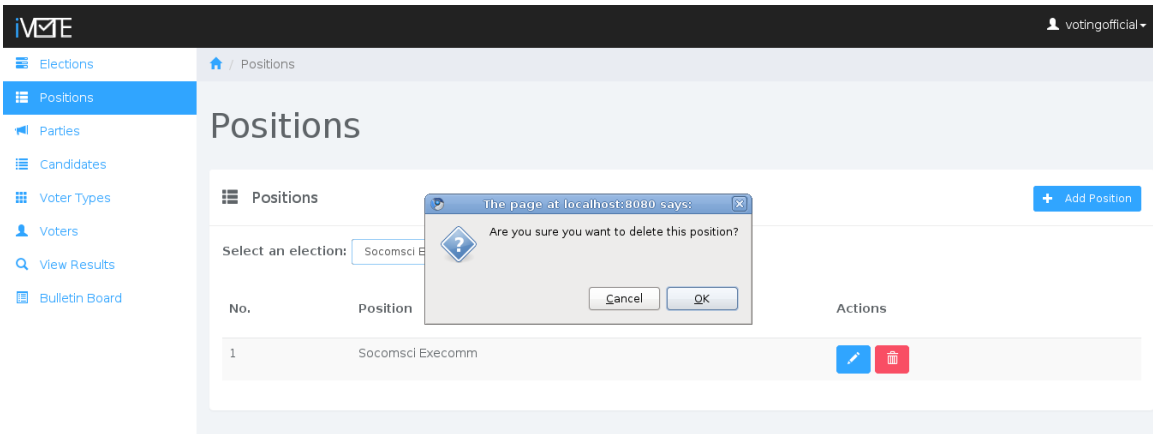 iVOTE
votingofficial
Elections
Positions
Parties
Candidates
Voter Types
Voters
View Results
Bulletin Board
/ Positions
Positions
Positions
+ Add Position
The page at localhost:8080 says:
Are you sure you want to delete this position?
Cancel OK
Select an election: Socomsci E
No. Position Actions
1 Socomsci Execomm